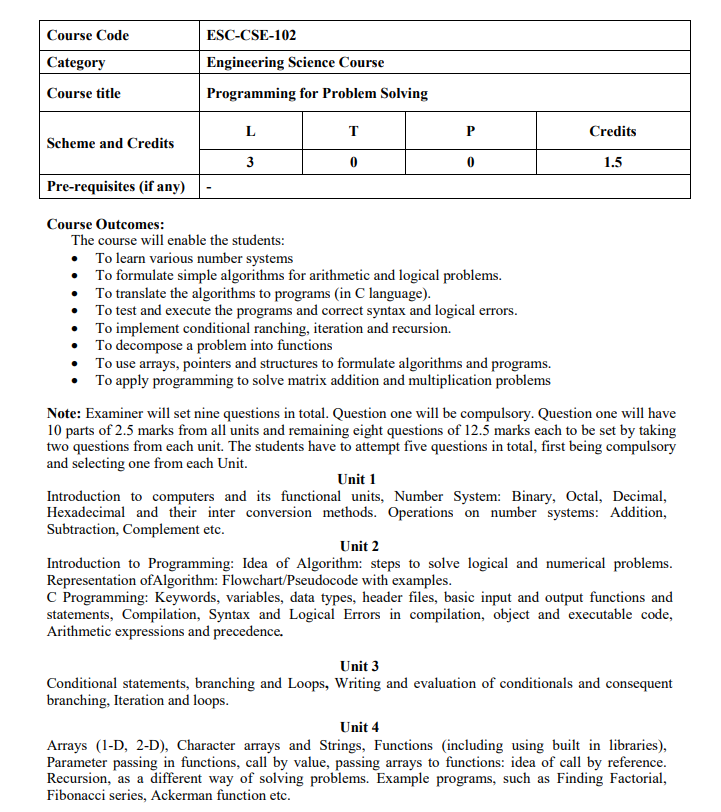 Course Code ESC-CSE-102
Category Engineering Science Course
Course title Programming for Problem Solving
Scheme and Credits L T P Credits
3 0 0 1.5
Pre-requisites (if any) -
Course Outcomes:
The course will enable the students:
• To learn various number systems
• To formulate simple algorithms for arithmetic and logical problems.
• To translate the algorithms to programs (in C language).
• To test and execute the programs and correct syntax and logical errors.
• To implement conditional ranching, iteration and recursion.
• To decompose a problem into functions
• To use arrays, pointers and structures to formulate algorithms and programs.
• To apply programming to solve matrix addition and multiplication problems
Note: Examiner will set nine questions in total. Question one will be compulsory. Question one will have
10 parts of 2.5 marks from all units and remaining eight questions of 12.5 marks each to be set by taking
two questions from each unit. The students have to attempt five questions in total, first being compulsory
and selecting one from each Unit.
Unit 1
Introduction to computers and its functional units, Number System: Binary, Octal, Decimal,
Hexadecimal and their inter conversion methods. Operations on number systems: Addition,
Subtraction, Complement etc.
Unit 2
Introduction to Programming: Idea of Algorithm: steps to solve logical and numerical problems.
Representation ofAlgorithm: Flowchart/Pseudocode with examples.
C Programming: Keywords, variables, data types, header files, basic input and output functions and
statements, Compilation, Syntax and Logical Errors in compilation, object and executable code,
Arithmetic expressions and precedence.
Unit 3
Conditional statements, branching and Loops, Writing and evaluation of conditionals and consequent
branching, Iteration and loops.
Unit 4
Arrays (1-D, 2-D), Character arrays and Strings, Functions (including using built in libraries),
Parameter passing in functions, call by value, passing arrays to functions: idea of call by reference.
Recursion, as a different way of solving problems. Example programs, such as Finding Factorial,
Fibonacci series, Ackerman function etc.